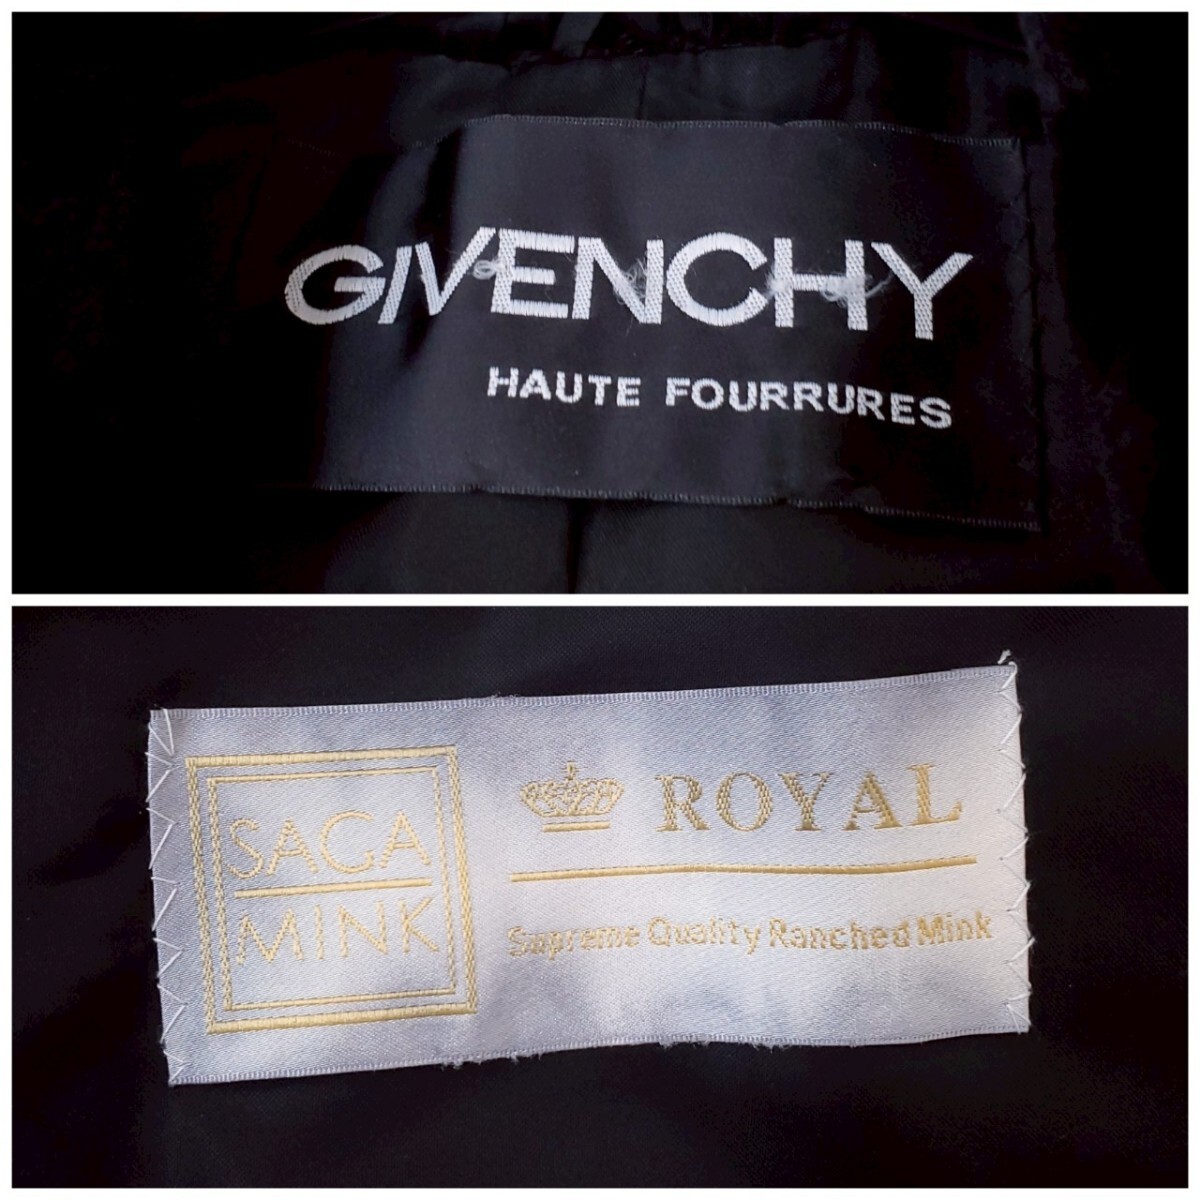 GIVENCHY
HAUTE FOURRURES
SAGA
MINK
ROYAL
Supreme Quality Ranched Mink